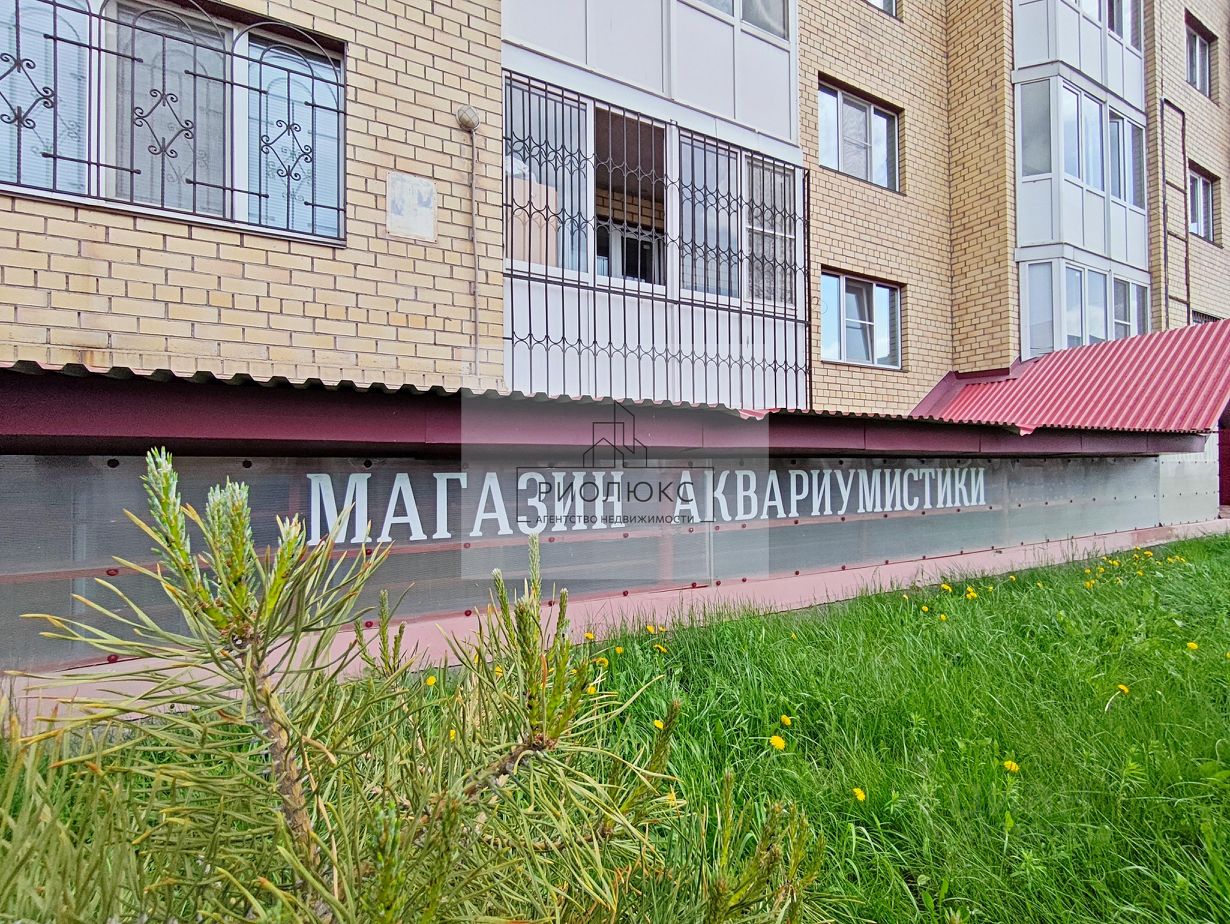 МАГАЗИН АКВАРИУМИСТИКИ
РИОЛЮКС
АГЕНТСТВО НЕДВИЖИМОСТИ